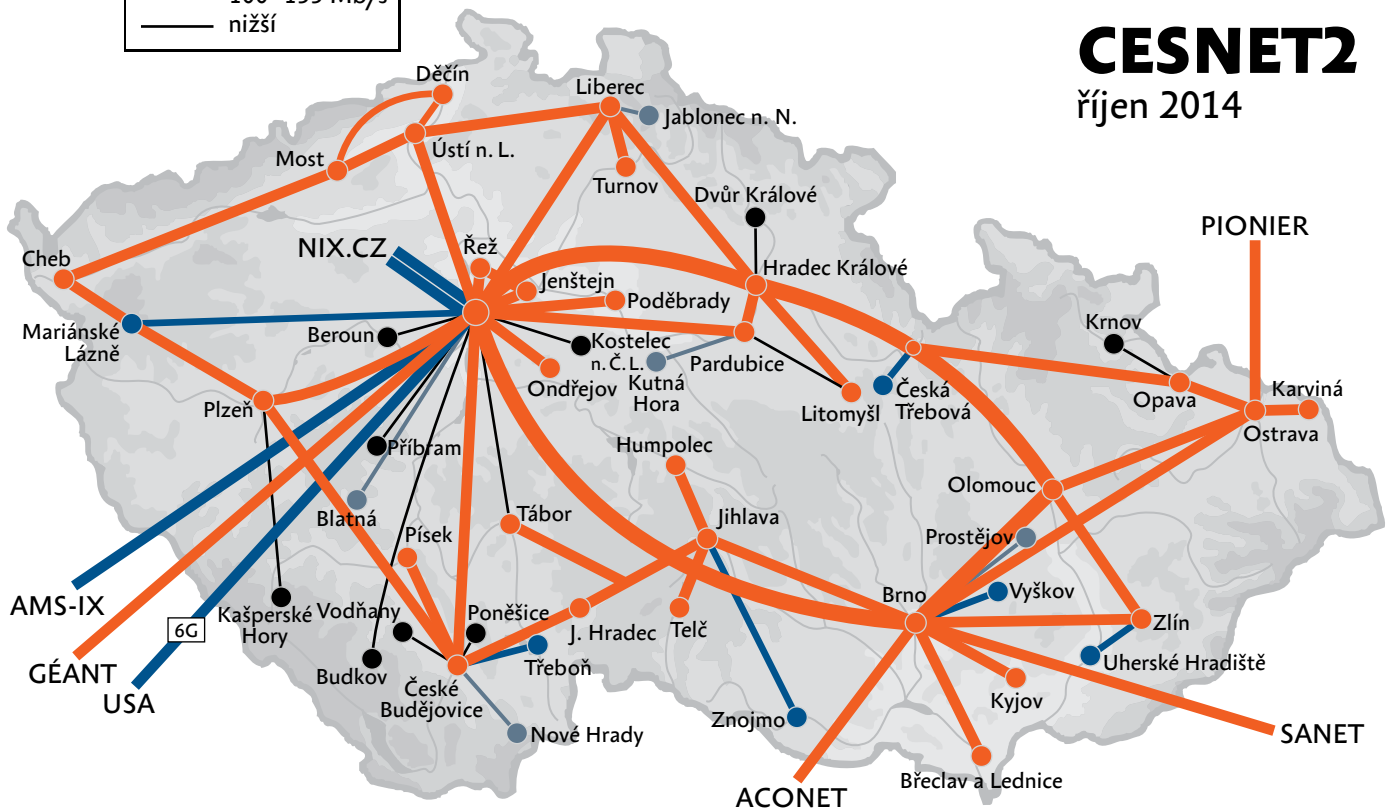 nižší
CESNET2
říjen 2014
Děčín
Liberec
Jablonec n. N.
Ústí n. L.
Most
Turnov
Dvůr Králové
PIONIER
NIX.CZ
Řež
Cheb
Hradec Králové
Jenštejn
Poděbrady
Mariánské
Lázně
Beroun
Krnov
Kostelec
n. Č. L.
Pardubice
Kutná
Hora
Ondřejov
Česká
Třebová
Opava
Karviná
Litomyšl
Plzeň
Ostrava
Příbram
Humpolec
Olomouc
Blatná
Tábor
Jihlava
Písek
Prostějov
AMS-IX
Vyškov
Brno
Kašperské
Hory
Vodňany
Poněšice
6G
J. Hradec
Telč
Zlín
GÉANT
Budkov
České
Budějovice
Třeboň
Uherské Hradiště
USA
Kyjov
Znojmo
Nové Hrady
SANET
Břeclav a Lednice
ACONET